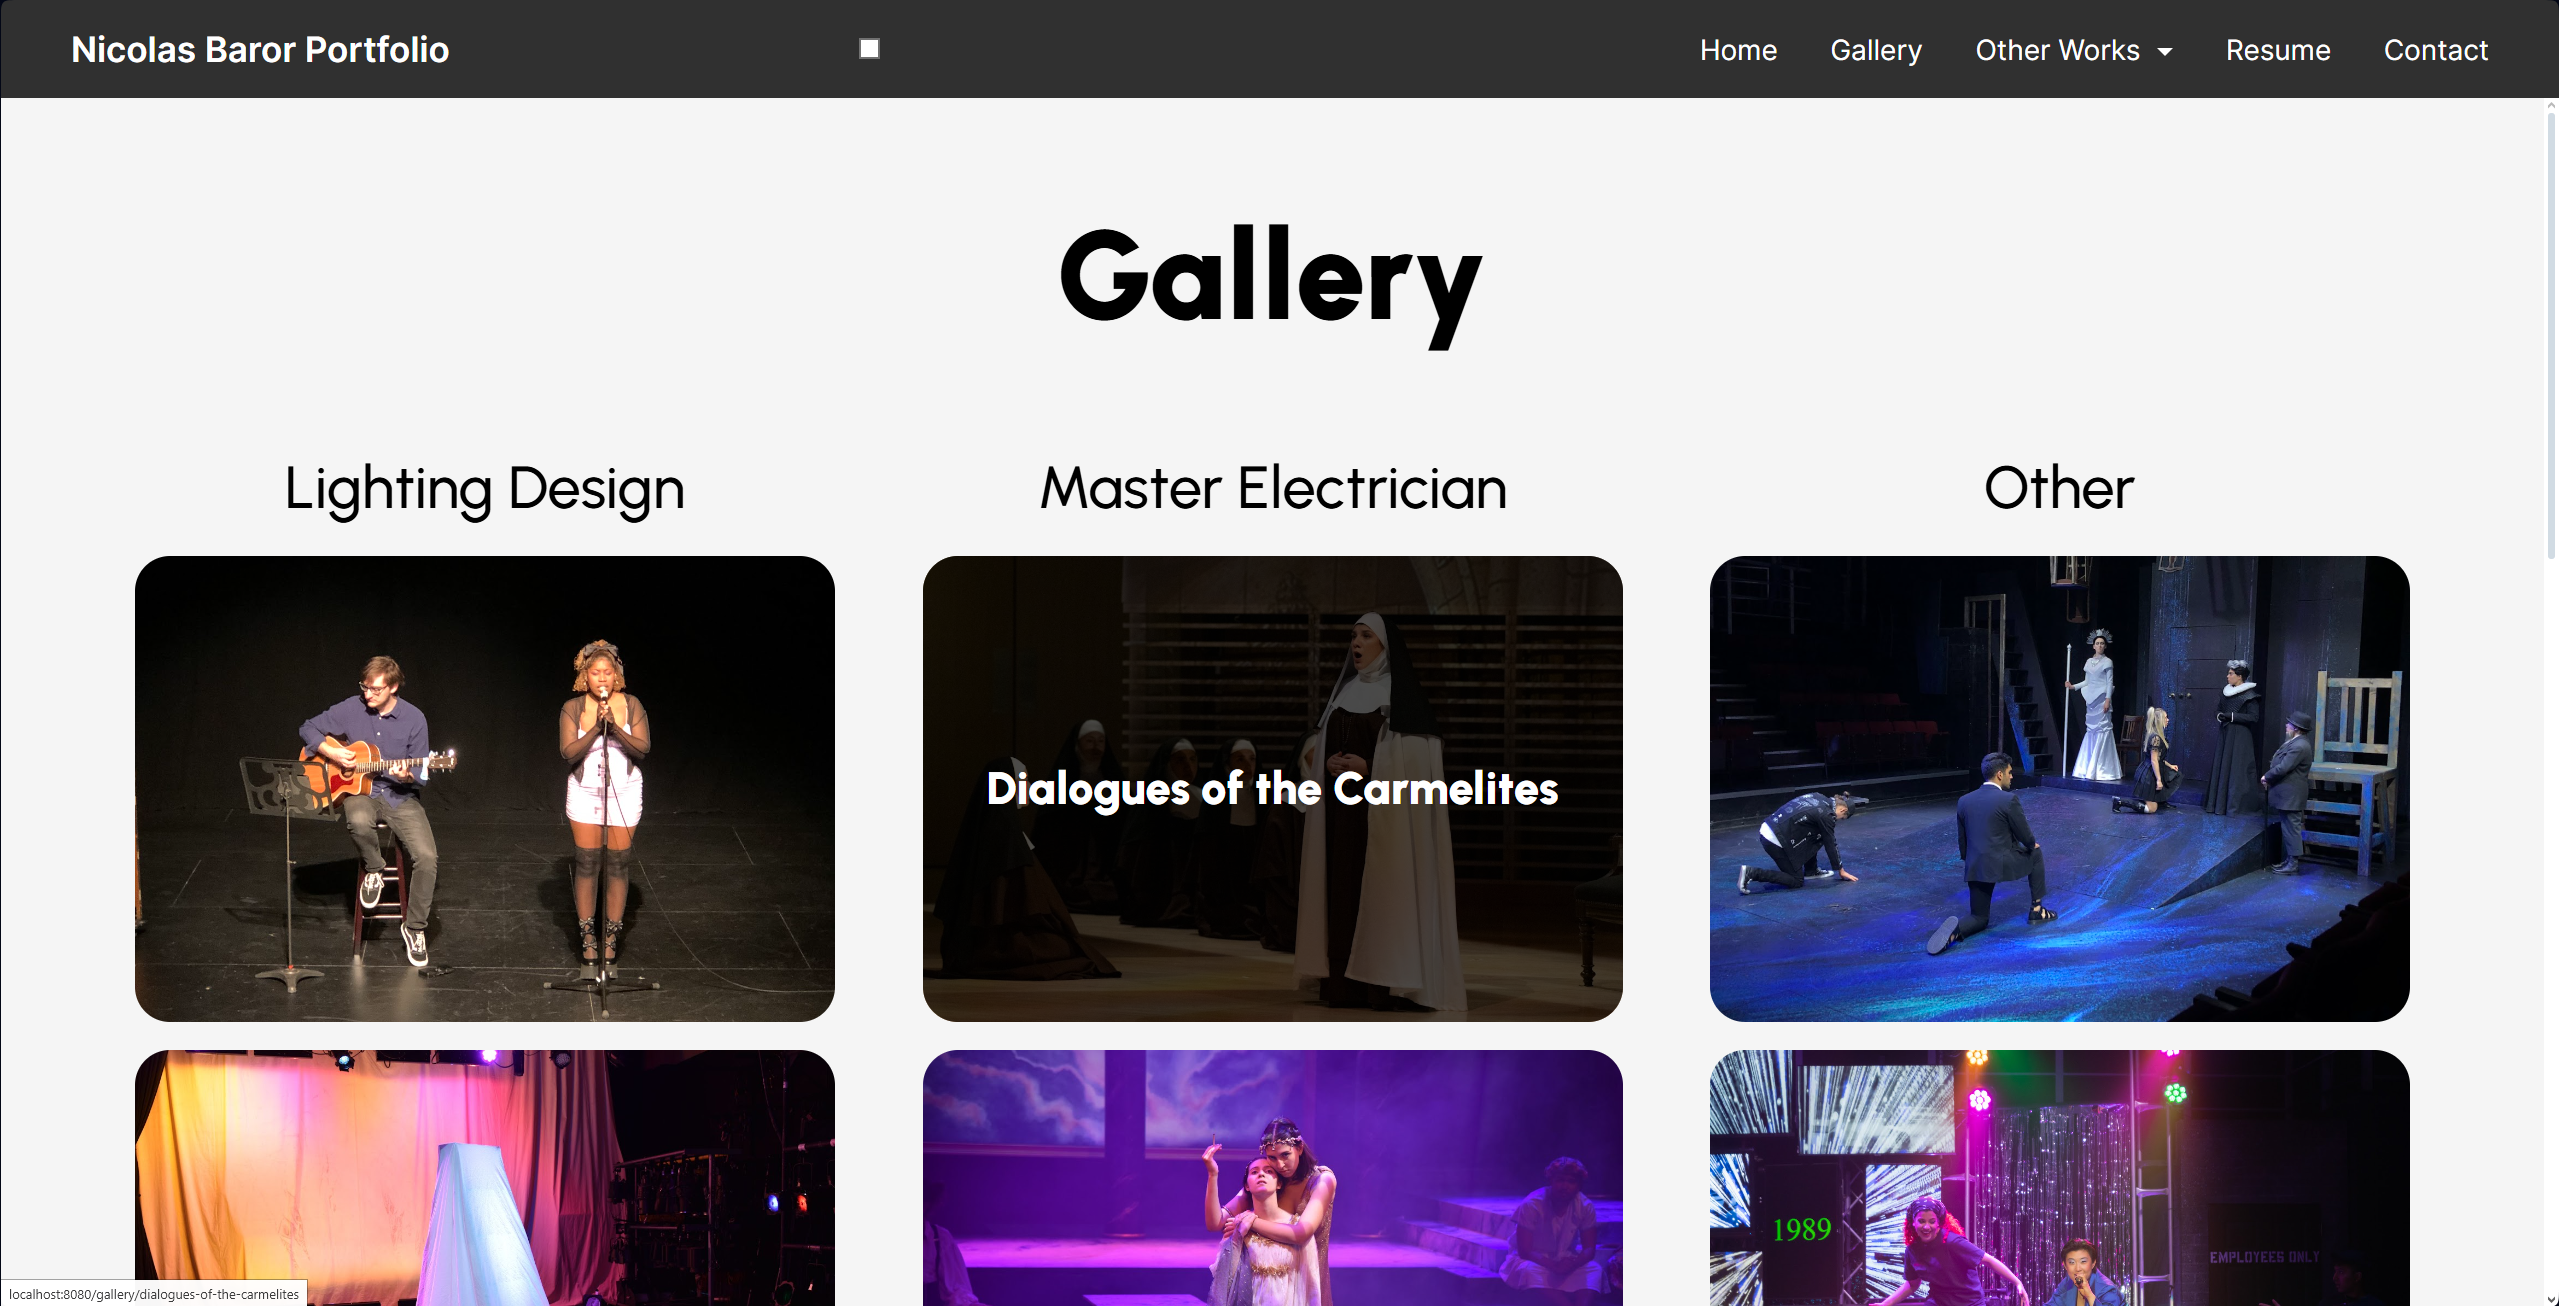 Nicolas Baror Portfolio
Home Gallery Other Works Resume Contact
Gallery
Lighting Design
Master Electrician
Other
Dialogues of the Carmelites
1989
EMPLOYEES ONLY
localhost:8080/gallery/dialogues-of-the-carmelites